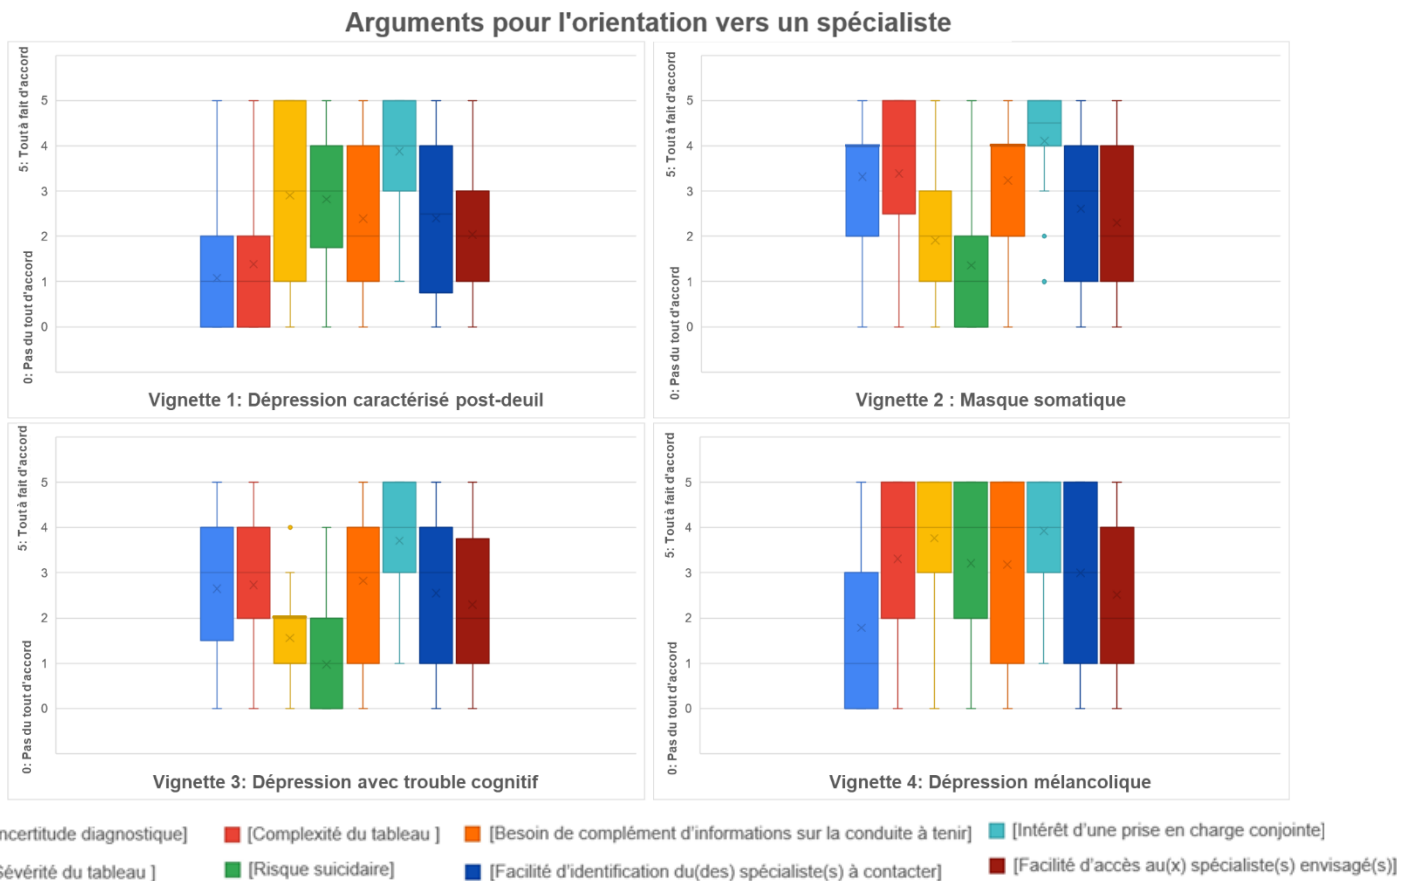 Arguments pour l'orientation vers un spécialiste
5: Tout à fait d'accord
0: Pas du tout d'accord
5
4
3
2
1
0
Vignette 1: Dépression caractérisé post-deuil
5: Tout à fait d'accord
0: Pas du tout d'accord
5
4
3
2
1
0
Vignette 2 : Masque somatique
5: Tout à fait d'accord
0: Pas du tout d'accord
5
4
3
2
1
0
Vignette 3: Dépression avec trouble cognitif
5: Tout à fait d'accord
0: Pas du tout d'accord
5
4
3
2
1
0
Vignette 4: Dépression mélancolique
ncertitude diagnostique] [Complexité du tableau ] [Besoin de complément d'informations sur la conduite à tenir] [Intérêt d'une prise en charge conjointe]
Sévérité du tableau ] [Risque suicidaire] [Facilité d'identification du(des) spécialiste(s) à contacter] [Facilité d'accès au(x) spécialiste(s) envisagé(s)]